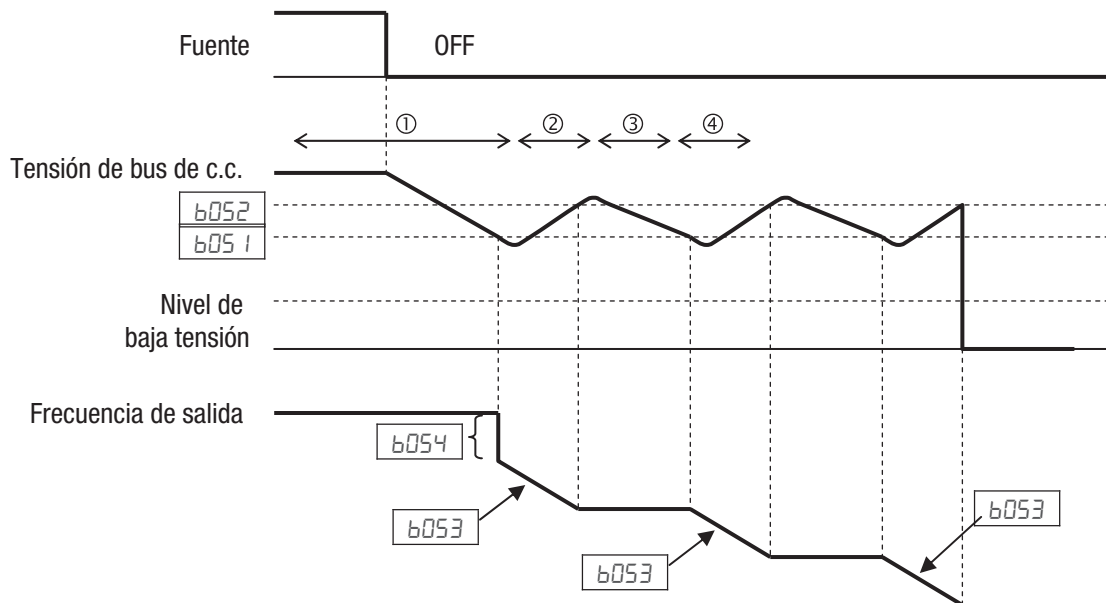 Fuente
OFF
① ② ③ ④
Tensión de bus de c.c.
b052
b051
Nivel de
baja tensión
Frecuencia de salida
b054
b053
b053
b053